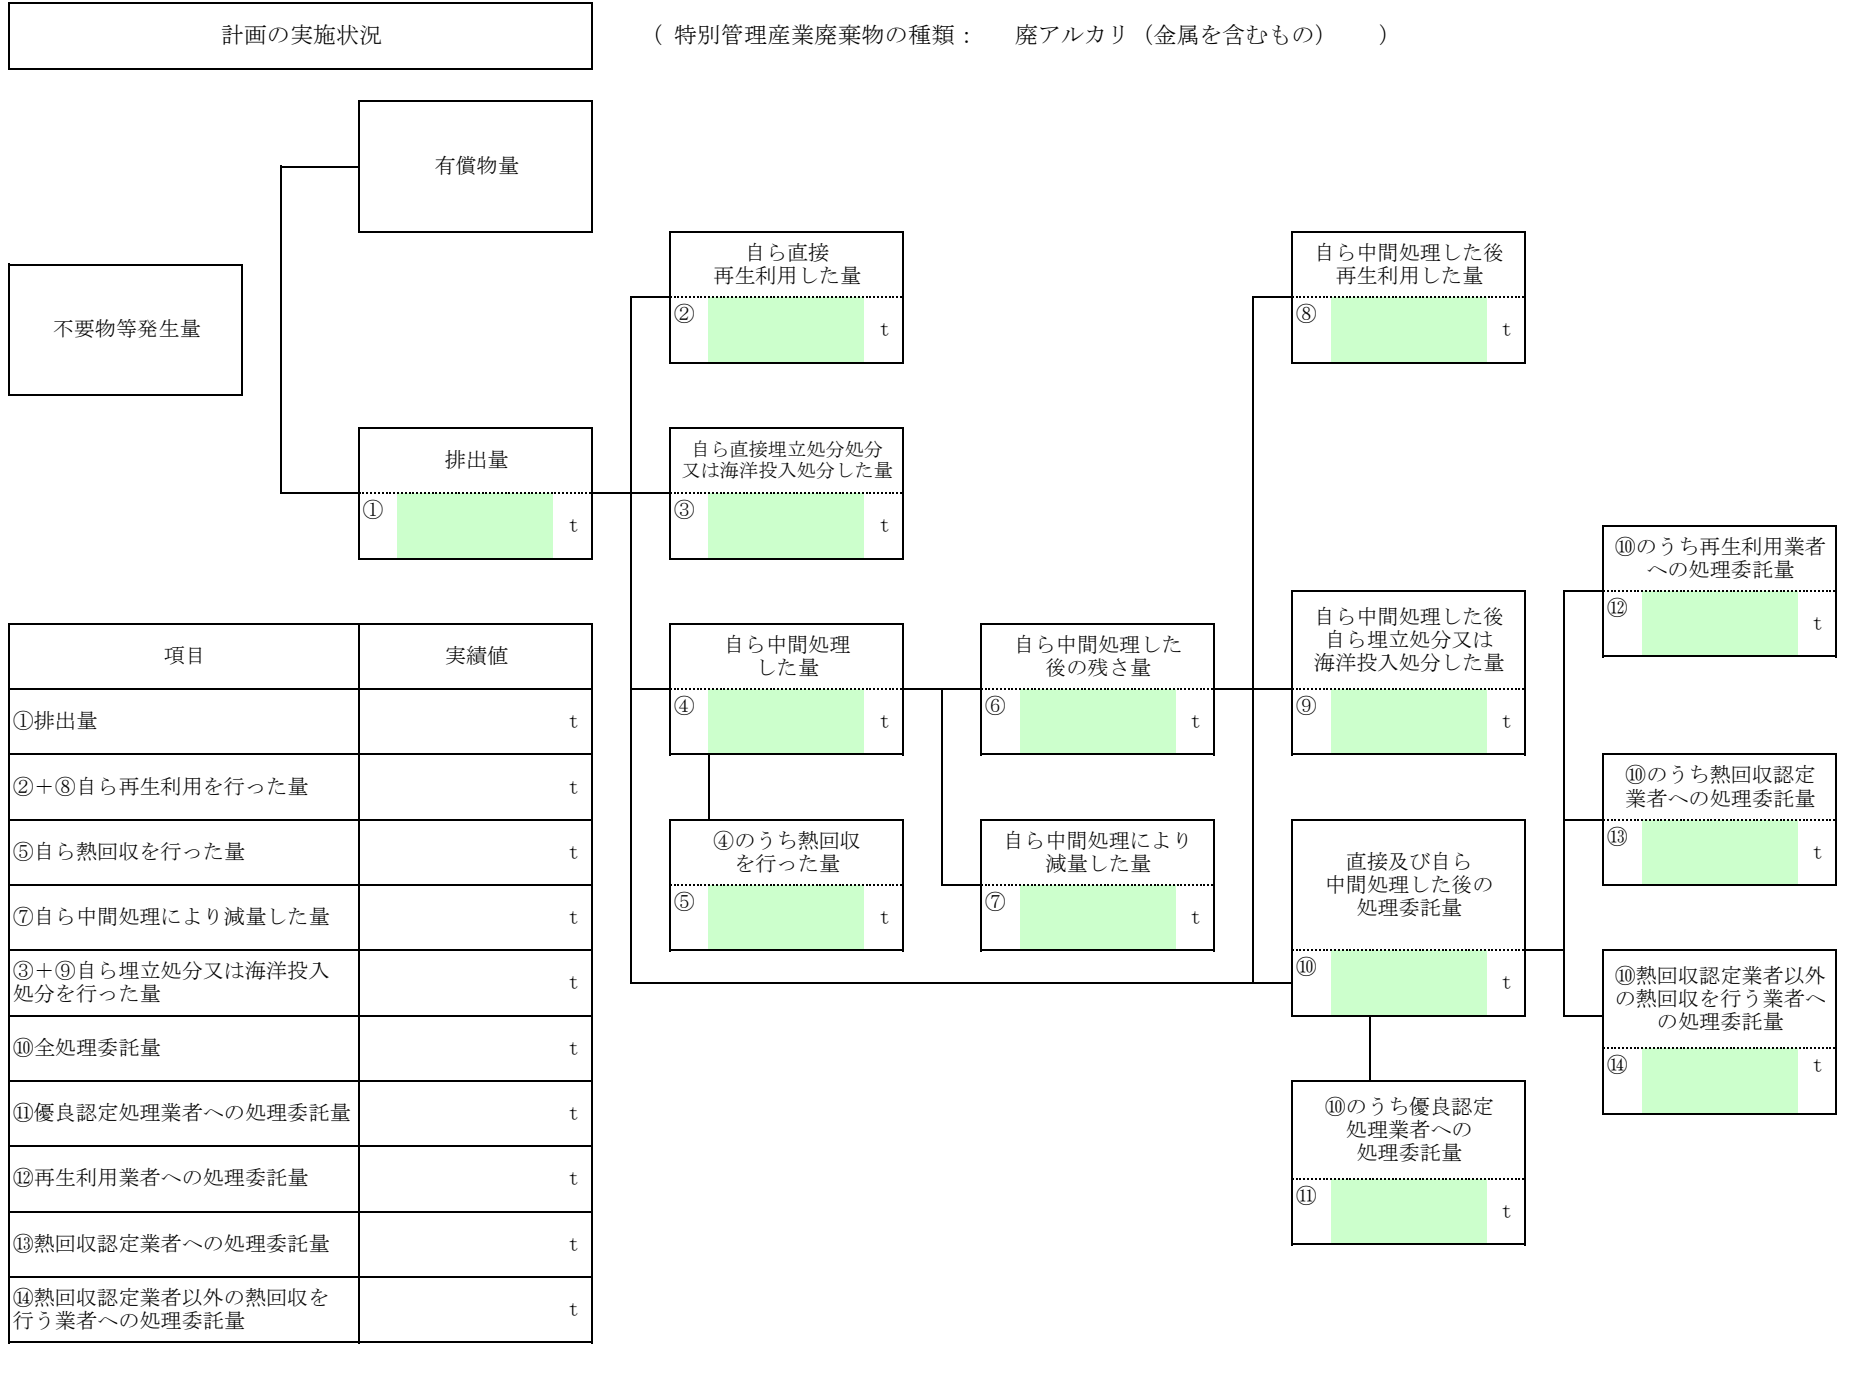 計画の実施状況
（ 特別管理産業廃棄物の種類： 廃アルカリ（金属を含むもの） ）
有償物量
不要物等発生量
排出量
① t
自ら直接
再生利用した量
② t
自ら直接埋立処分処分
又は海洋投入処分した量
③ t
自ら中間処理
した量
④ t
④のうち熱回収
を行った量
⑤ t
自ら中間処理した
後の残さ量
⑥ t
自ら中間処理により
減量した量
⑦ t
自ら中間処理した後
再生利用した量
⑧ t
自ら中間処理した後
自ら埋立処分又は
海洋投入処分した量
⑨ t
直接及び自ら
中間処理した後の
処理委託量
⑩ t
⑩のうち優良認定
処理業者への
処理委託量
⑪ t
⑩のうち再生利用業者
への処理委託量
⑫ t
⑩のうち熱回収認定
業者への処理委託量
⑬ t
⑩熱回収認定業者以外
の熱回収を行う業者へ
の処理委託量
⑭ t
項目 実績値
①排出量 t
②＋⑧自ら再生利用を行った量 t
⑤自ら熱回収を行った量 t
⑦自ら中間処理により減量した量 t
③＋⑨自ら埋立処分又は海洋投入
処分を行った量 t
⑩全処理委託量 t
⑪優良認定処理業者への処理委託量 t
⑫再生利用業者への処理委託量 t
⑬熱回収認定業者への処理委託量 t
⑭熱回収認定業者以外の熱回収を
行う業者への処理委託量 t